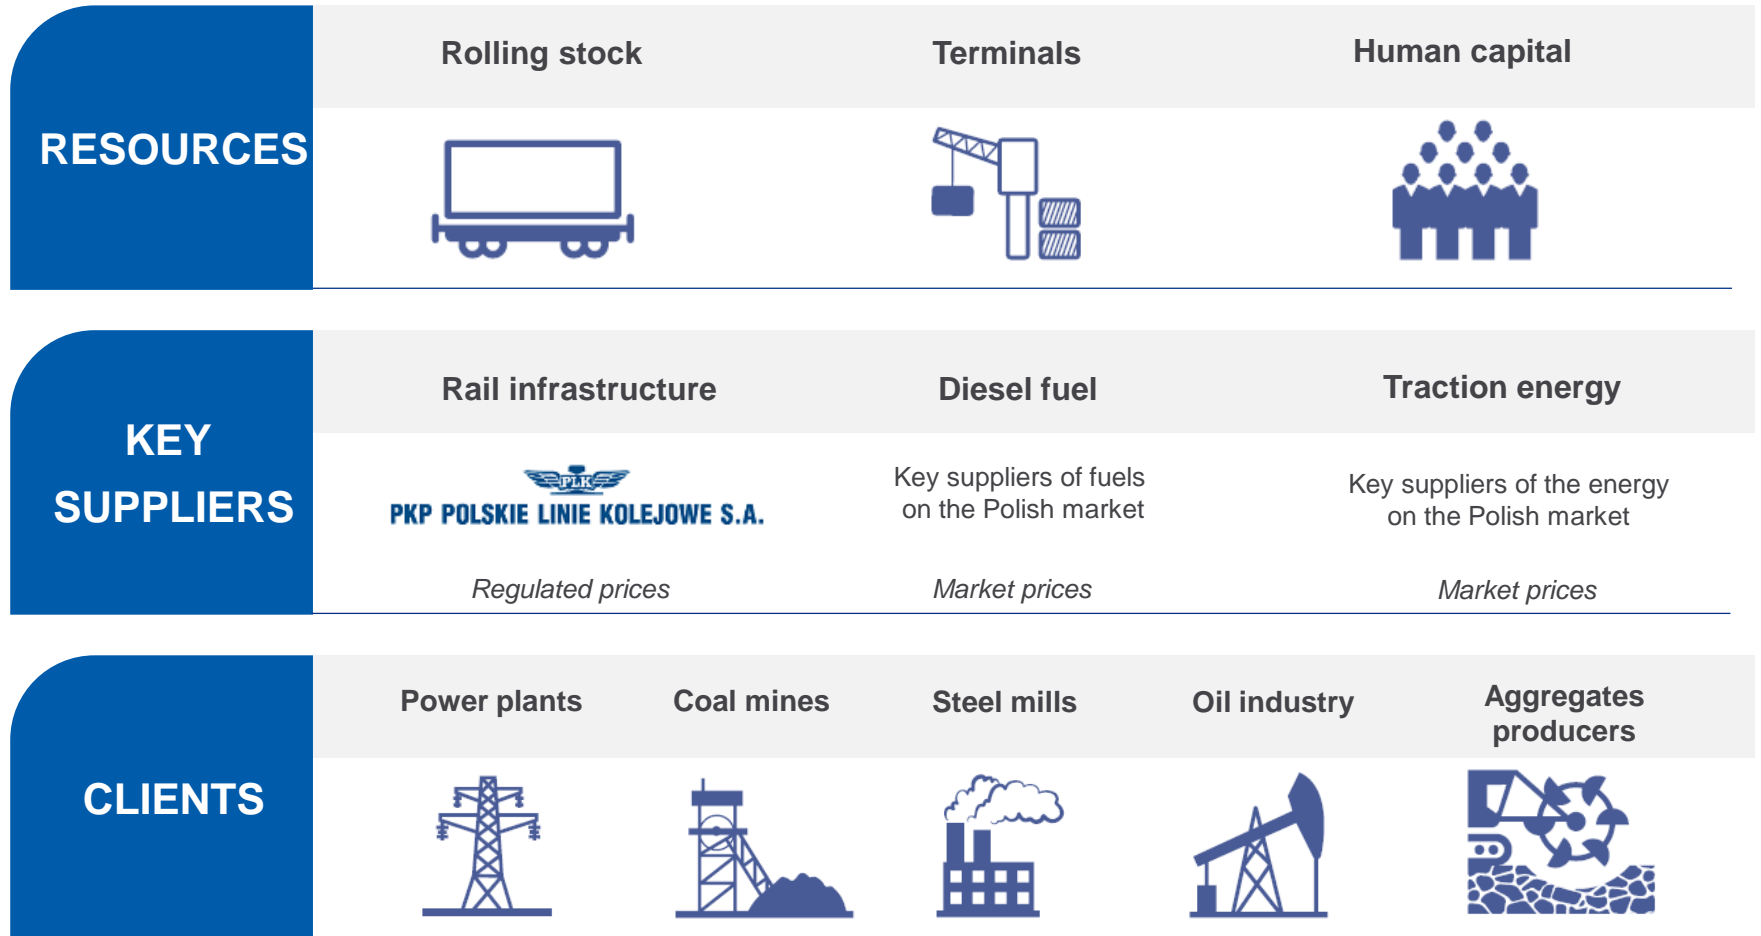 RESOURCES
Rolling stock
Terminals
Human capital
KEY
SUPPLIERS
Rail infrastructure
Diesel fuel
Traction energy
PLK
PKP POLSKIE LINIE KOLEJOWE S.A.
Key suppliers of fuels
on the Polish market
Key suppliers of the energy
on the Polish market
Regulated prices
Market prices
Market prices
CLIENTS
Power plants
Coal mines
Steel mills
Oil industry
Aggregates
producers